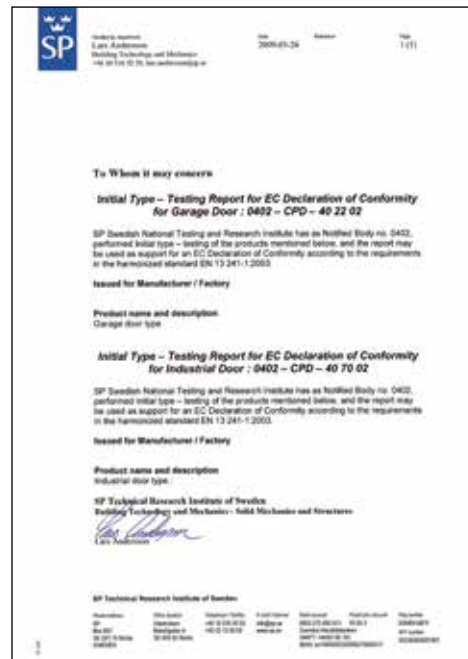 SP
Lars Andersson
Building Technology and Mechanics
2009-03-26
1 (1)
To Whom it may concern
Initial Type – Testing Report for EC Declaration of Conformity
for Garage Door : 0402 – CPD – 40 22 02
SP Swedish National Testing and Research Institute has as Notified Body no. 0402,
performed Initial type – testing of the products mentioned below, and the report may
be used as support for an EC Declaration of Conformity according to the requirements
in the harmonized standard EN 13 241-1:2003.
Issued for Manufacturer / Factory
Product name and description
Garage door type
Initial Type – Testing Report for EC Declaration of Conformity
for Industrial Door : 0402 – CPD – 40 70 02
SP Swedish National Testing and Research Institute has as Notified Body no. 0402,
performed initial type – testing of the products mentioned below, and the report may
be used as support for an EC Declaration of Conformity according to the requirements
in the harmonized standard EN 13 241-1:2003.
Issued for Manufacturer / Factory
Product name and description
Industrial door type :
SP Technical Research Institute of Sweden
Building Technology and Mechanics - Solid Mechanics and Structures
Lars Andersson
SP Technical Research Institute of Sweden